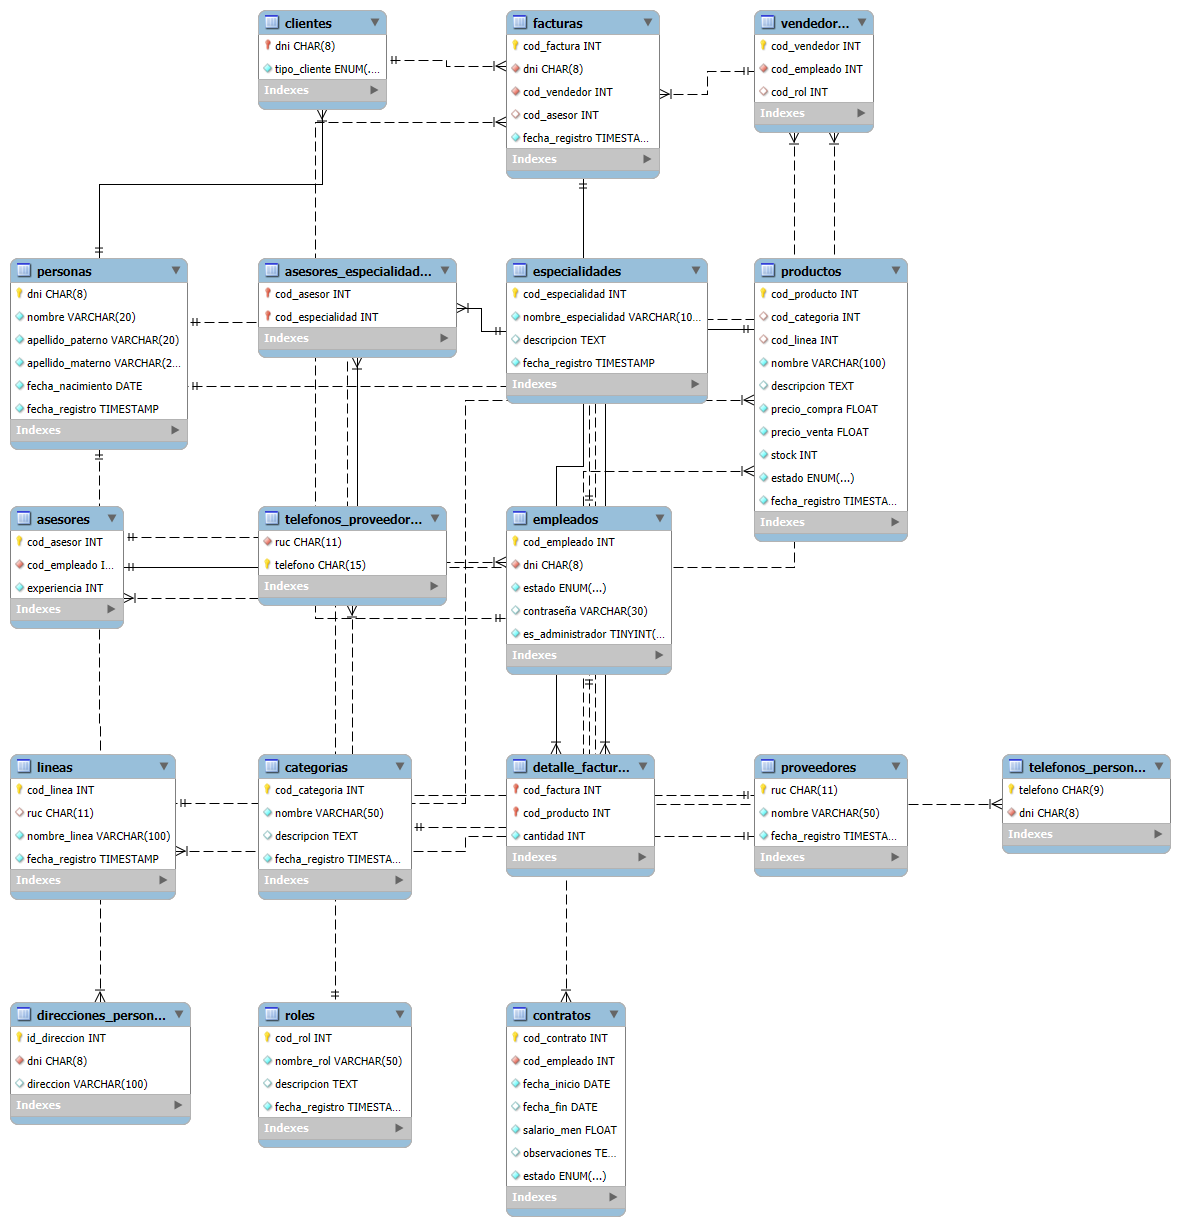 clientes
dni CHAR(8)
tipo_cliente ENUM(....
Indexes
facturas
cod_factura INT
dni CHAR(8)
cod_vendedor INT
cod_asesor INT
fecha_registro TIMESTA...
Indexes
vendedor...
cod_vendedor INT
cod_empleado INT
cod_rol INT
Indexes
personas
dni CHAR(8)
nombre VARCHAR(20)
apellido_paterno VARCHAR(20)
apellido_materno VARCHAR(2...
fecha_nacimiento DATE
fecha_registro TIMESTAMP
Indexes
asesores_especialidad...
cod_asesor INT
cod_especialidad INT
Indexes
especialidades
cod_especialidad INT
nombre_especialidad VARCHAR(10...
descripcion TEXT
fecha_registro TIMESTAMP
Indexes
productos
cod_producto INT
cod_categoria INT
cod_linea INT
nombre VARCHAR(100)
descripcion TEXT
precio_compra FLOAT
precio_venta FLOAT
stock INT
estado ENUM(...)
fecha_registro TIMESTA...
Indexes
asesores
cod_asesor INT
cod_empleado I...
experiencia INT
Indexes
telefonos_proveedor...
ruc CHAR(11)
telefono CHAR(15)
Indexes
empleados
cod_empleado INT
dni CHAR(8)
estado ENUM(...)
contraseña VARCHAR(30)
es_administrador TINYINT(...
Indexes
lineas
cod_linea INT
ruc CHAR(11)
nombre_linea VARCHAR(100)
fecha_registro TIMESTAMP
Indexes
categorias
cod_categoria INT
nombre VARCHAR(50)
descripcion TEXT
fecha_registro TIMESTA...
Indexes
detalle_factur...
cod_factura INT
cod_producto INT
cantidad INT
Indexes
proveedores
ruc CHAR(11)
nombre VARCHAR(50)
fecha_registro TIMESTA...
Indexes
telefonos_person...
telefono CHAR(9)
dni CHAR(8)
Indexes
direcciones_person...
id_direccion INT
dni CHAR(8)
direccion VARCHAR(100)
Indexes
roles
cod_rol INT
nombre_rol VARCHAR(50)
descripcion TEXT
fecha_registro TIMESTA...
Indexes
contratos
cod_contrato INT
cod_empleado INT
fecha_inicio DATE
fecha_fin DATE
salario_men FLOAT
observaciones TE...
estado ENUM(...)
Indexes